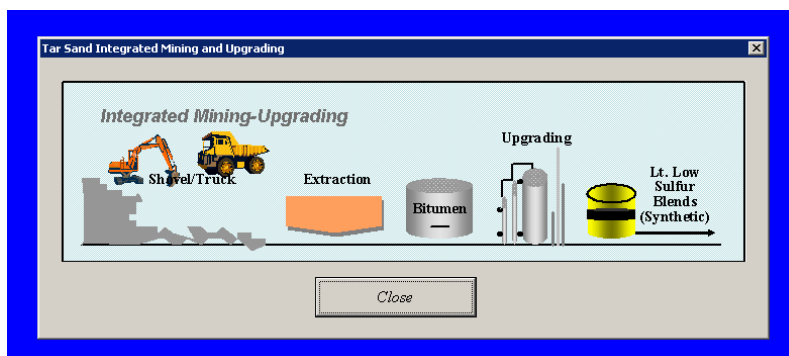 Tar Sand Integrated Mining and Upgrading
Integrated Mining-Upgrading
Shovel/Truck
Extraction
Bitumen
Upgrading
Lt. Low
Sulfur
Blends
(Synthetic)
Close